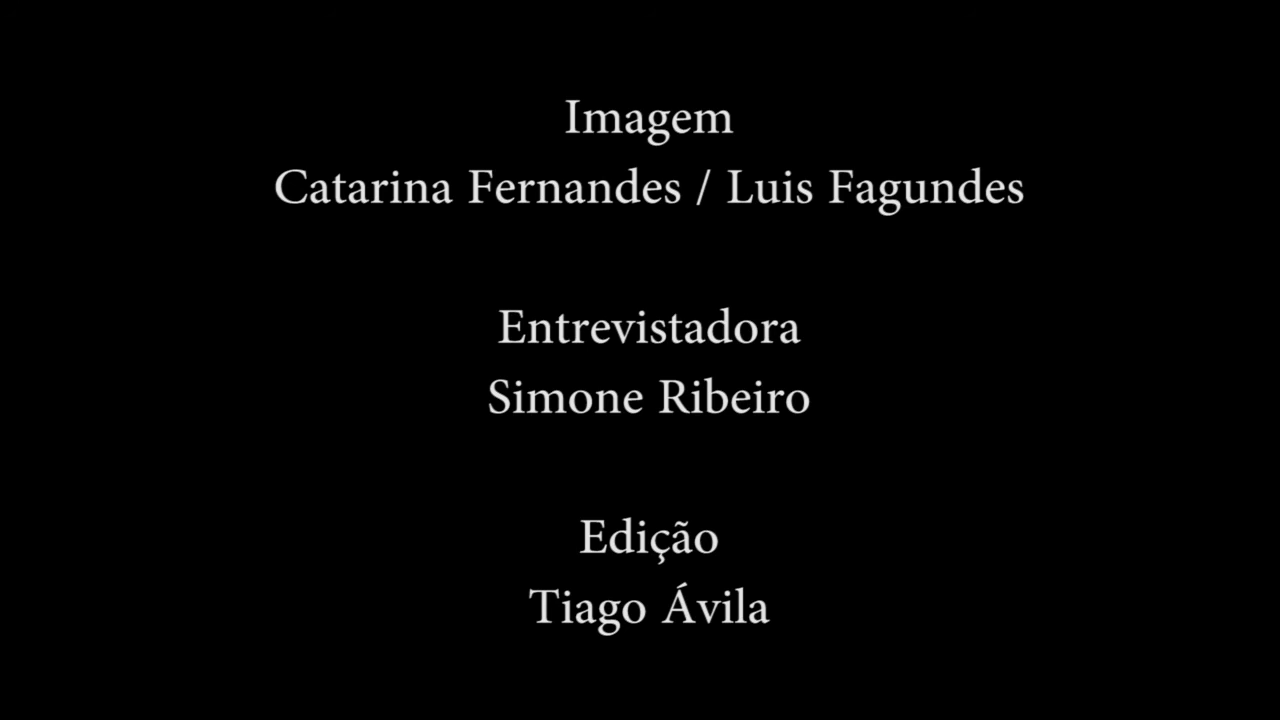 Imagem
Catarina Fernandes / Luis Fagundes
Entrevistadora
Simone Ribeiro
Edição
Tiago Ávila